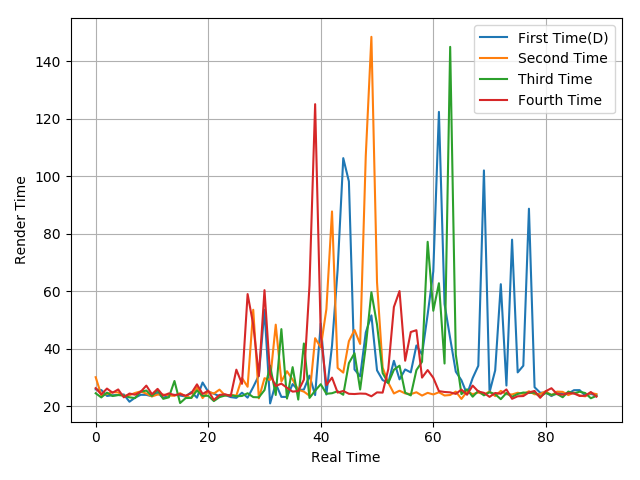 First Time(D)
Second Time
Third Time
Fourth Time
140
120
100
80
60
40
20
Render Time
0 20 40 60 80
Real Time